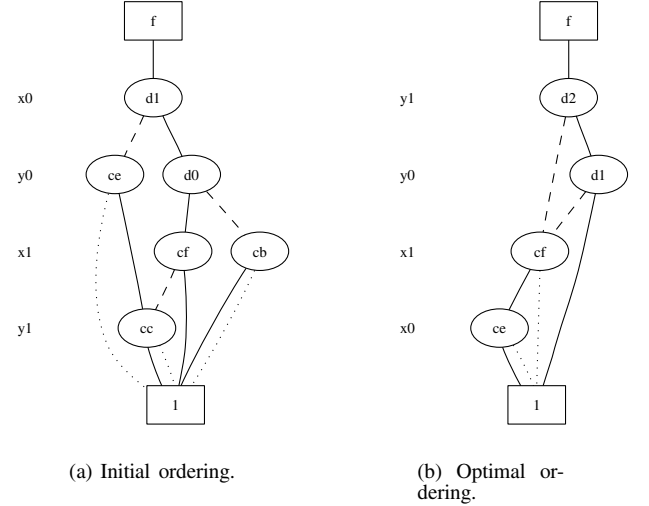 f
f
x0
d1
y1
d2
y0
ce
d0
y0
d1
x1
cf
cb
x1
cf
y1
cc
x0
ce
1
1
(a) Initial ordering.
(b) Optimal or-
dering.